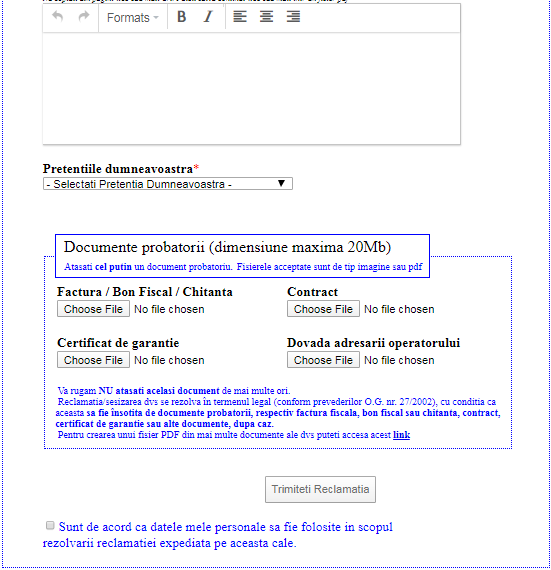 Formats
B I
Pretentiile dumneavoastra*
- Selectati Pretentia Dumneavoastra -
Documente probatorii (dimensiune maxima 20Mb)
Atasati cel putin un document probatoriu. Fisierele acceptate sunt de tip imagine sau pdf
Factura / Bon Fiscal / Chitanta Contract
Choose File No file chosen Choose File No file chosen
Certificat de garantie Dovada adresarii operatorului
Choose File No file chosen Choose File No file chosen
Va rugam NU atasati acelasi document de mai multe ori.
Reclamatia/sesizarea dvs se rezolva in termenul legal (conform prevederilor O.G. nr. 27/2002), cu conditia ca
aceasta sa fie însotita de documente probatorii, respectiv factura fiscala, bon fiscal sau chitanta, contract,
certificat de garantie sau alte documente, dupa caz.
Pentru crearea unui fisier PDF din mai multe documente ale dvs puteti accesa acest link
Trimiteti Reclamatia
Sunt de acord ca datele mele personale sa fie folosite in scopul
rezolvarii reclamatiei expediata pe aceasta cale.